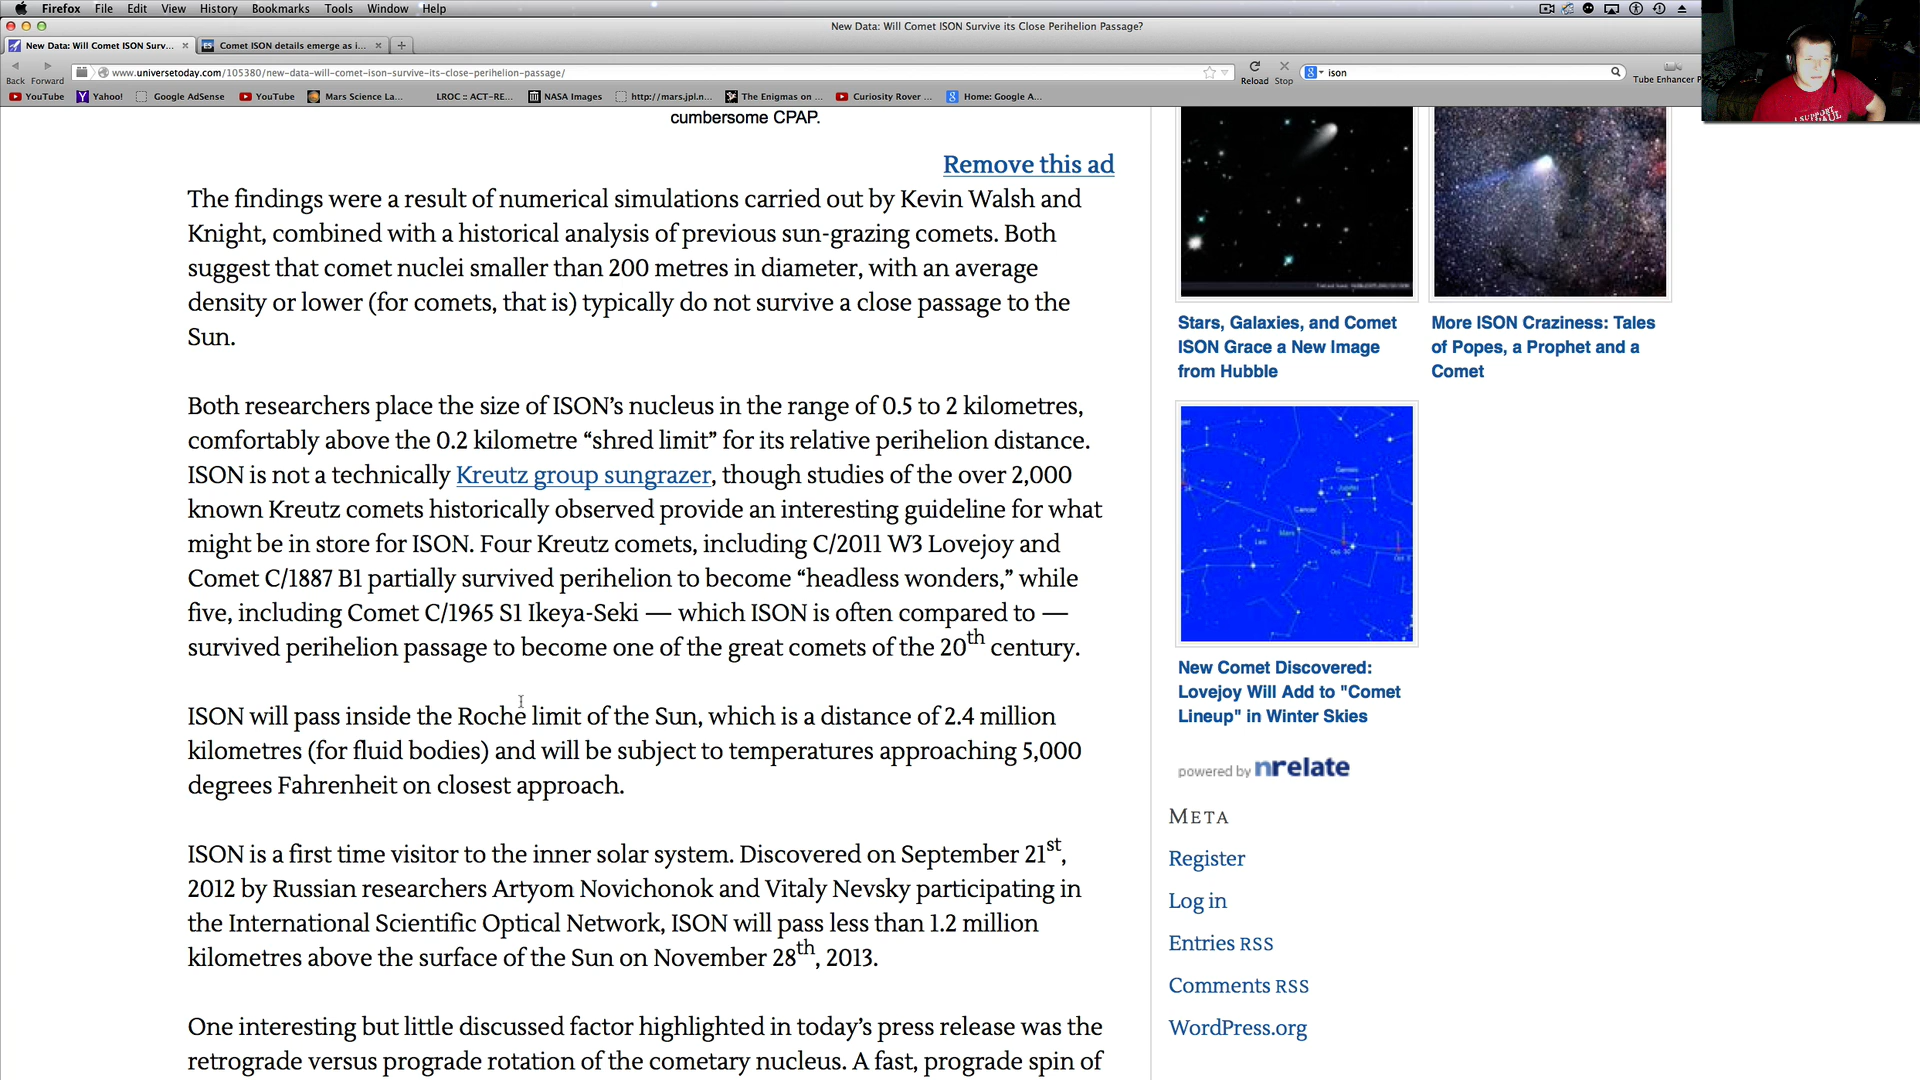 Firefox File Edit View History Bookmarks Tools Window Help
New Data: Will Comet ISON Survive its Close Perihelion Passage?
New Data: Will Comet ISON Surv... Comet ISON details emerge as i...
Back Forward
www.universetoday.com/105380/new-data-will-comet-ison-survive-its-close-perihelion-passage/
Reload Stop
ison
Tube Enhancer P
YouTube Yahoo! Google AdSense YouTube Mars Science La... LROC :: ACT-RE... NASA Images http://mars.jpl.n... The Enigmas on ... Curiosity Rover ... Home: Google A...
cumbersome CPAP.
Remove this ad
The findings were a result of numerical simulations carried out by Kevin Walsh and
Knight, combined with a historical analysis of previous sun-grazing comets. Both
suggest that comet nuclei smaller than 200 metres in diameter, with an average
density or lower (for comets, that is) typically do not survive a close passage to the
Sun.
Both researchers place the size of ISON’s nucleus in the range of 0.5 to 2 kilometres,
comfortably above the 0.2 kilometre “shred limit” for its relative perihelion distance.
ISON is not a technically Kreutz group sungrazer, though studies of the over 2,000
known Kreutz comets historically observed provide an interesting guideline for what
might be in store for ISON. Four Kreutz comets, including C/2011 W3 Lovejoy and
Comet C/1887 B1 partially survived perihelion to become “headless wonders,” while
five, including Comet C/1965 S1 Ikeya-Seki — which ISON is often compared to —
survived perihelion passage to become one of the great comets of the 20th century.
ISON will pass inside the Roche limit of the Sun, which is a distance of 2.4 million
kilometres (for fluid bodies) and will be subject to temperatures approaching 5,000
degrees Fahrenheit on closest approach.
ISON is a first time visitor to the inner solar system. Discovered on September 21st,
2012 by Russian researchers Artyom Novichonok and Vitaly Nevsky participating in
the International Scientific Optical Network, ISON will pass less than 1.2 million
kilometres above the surface of the Sun on November 28th, 2013.
One interesting but little discussed factor highlighted in today’s press release was the
retrograde versus prograde rotation of the cometary nucleus. A fast, prograde spin of
Stars, Galaxies, and Comet
ISON Grace a New Image
from Hubble
More ISON Craziness: Tales
of Popes, a Prophet and a
Comet
Gemini
Jupiter
Cancer
Mars
Leo
Oct 30
New Comet Discovered:
Lovejoy Will Add to "Comet
Lineup" in Winter Skies
powered by nrelate
META
Register
Log in
Entries RSS
Comments RSS
WordPress.org
I SUPPORT